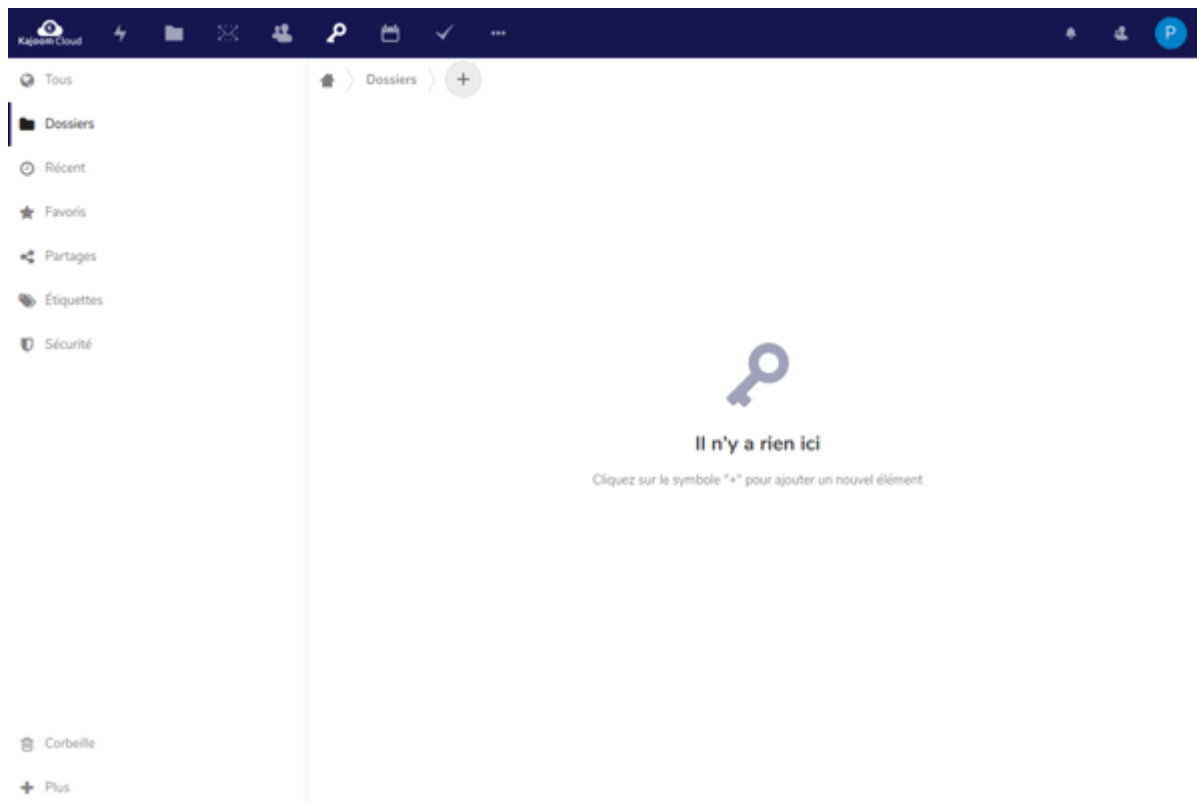 Kajoom Cloud
P
Tous
Dossiers
Récent
Favoris
Partages
Étiquettes
Sécurité
Corbeille
Plus
Dossiers
+
Il n'y a rien ici
Cliquez sur le symbole "+" pour ajouter un nouvel élément